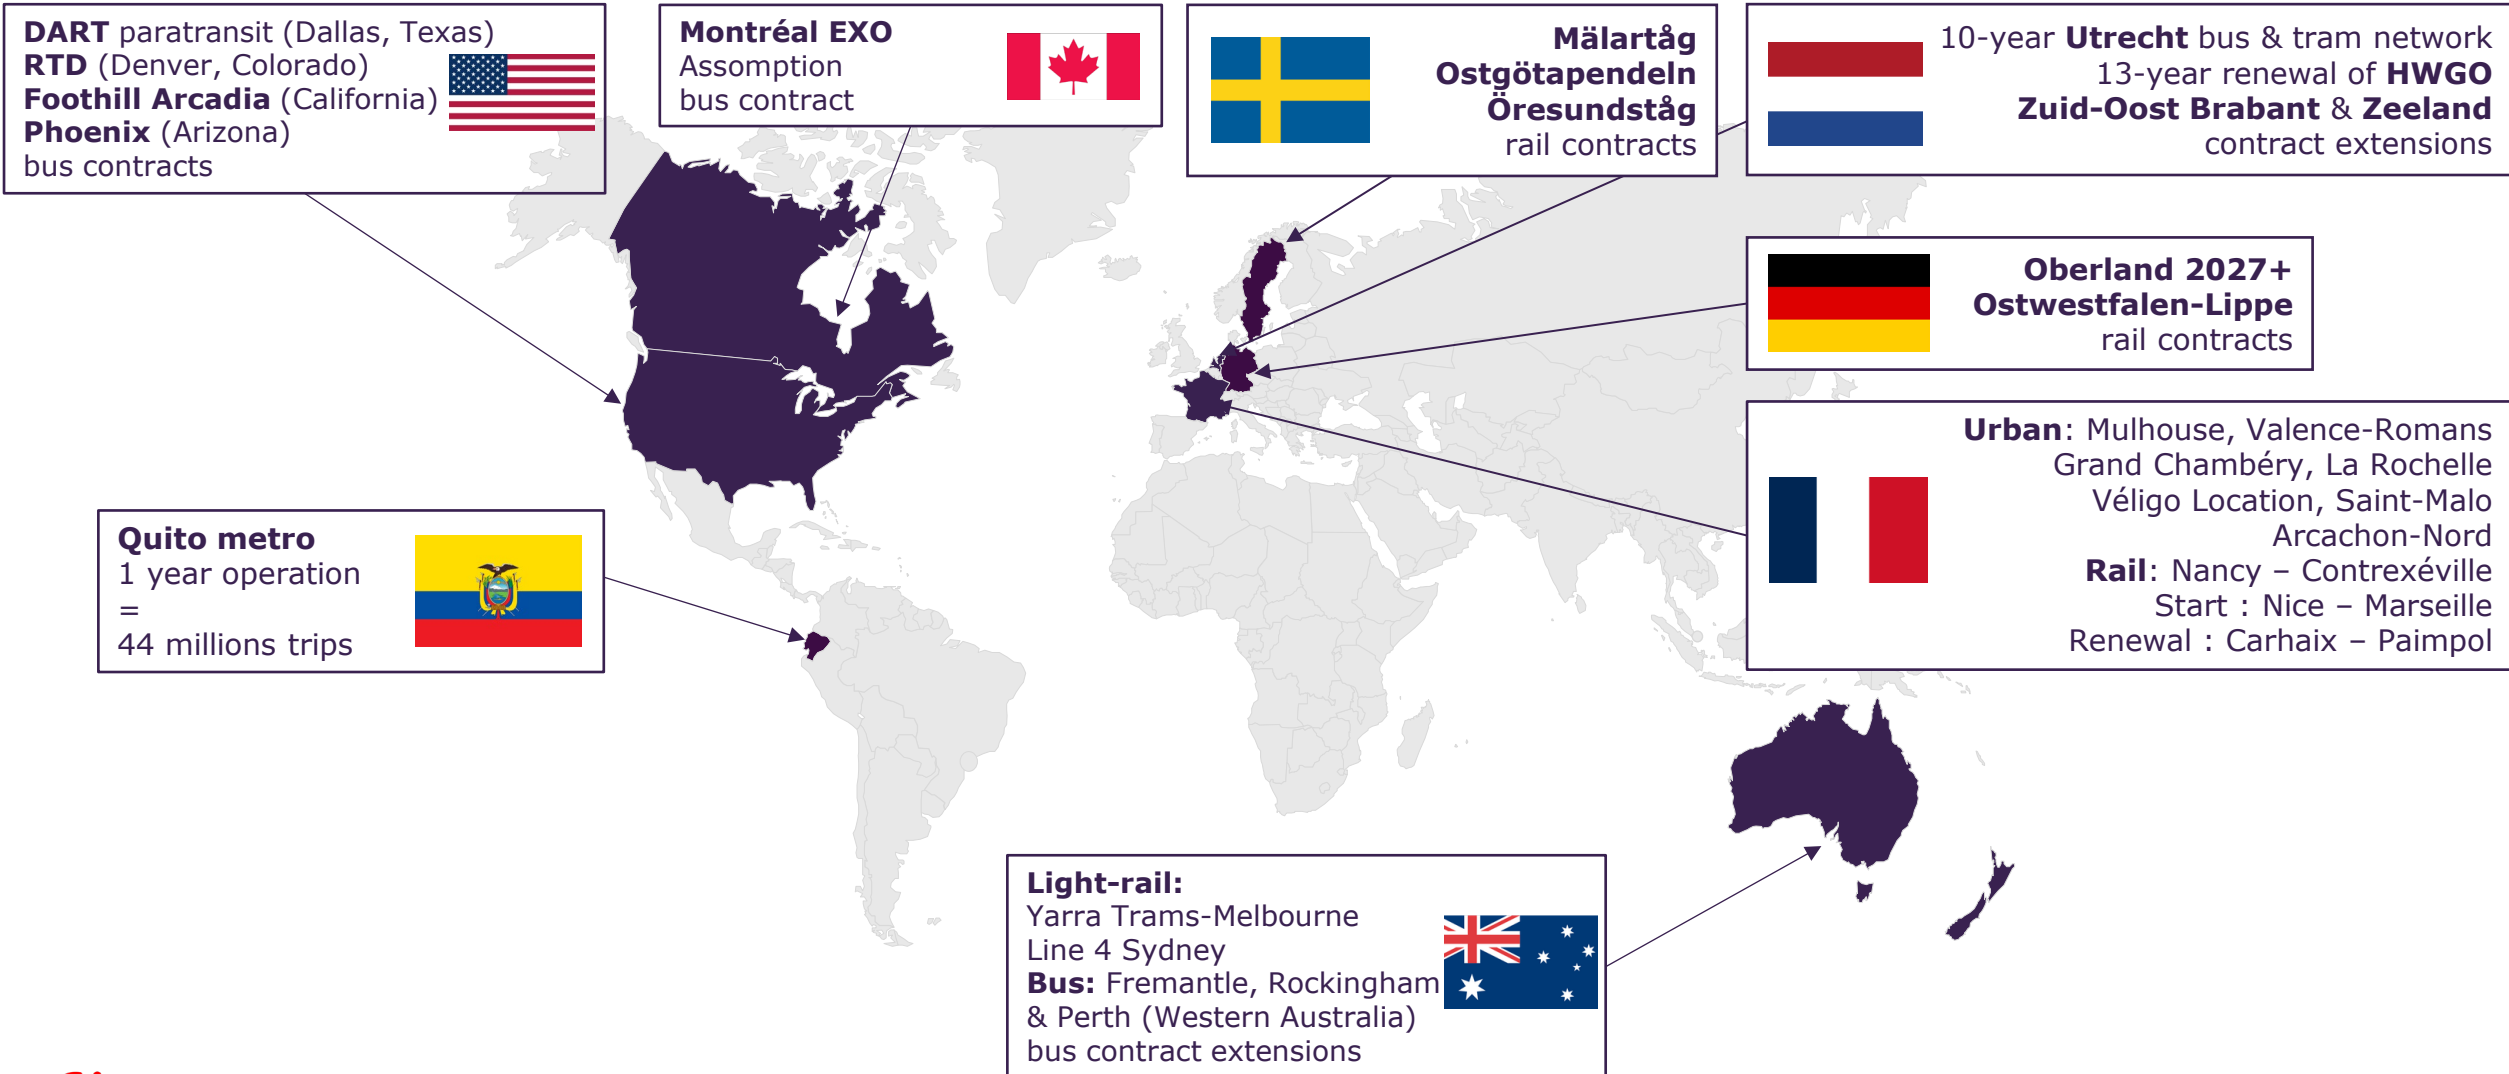 DART paratransit (Dallas, Texas)
RTD (Denver, Colorado)
Foothill Arcadia (California)
Phoenix (Arizona)
bus contracts
Montréal EXO
Assomption
bus contract
Mälartåg
Ostgötapendeln
Öresundståg
rail contracts
10-year Utrecht bus & tram network
13-year renewal of HWGO
Zuid-Oost Brabant & Zeeland
contract extensions
Oberland 2027+
Ostwestfalen-Lippe
rail contracts
Urban: Mulhouse, Valence-Romans
Grand Chambéry, La Rochelle
Véligo Location, Saint-Malo
Arcachon-Nord
Rail: Nancy – Contrexéville
Start : Nice – Marseille
Renewal : Carhaix – Paimpol
Quito metro
1 year operation
=
44 millions trips
Light-rail:
Yarra Trams-Melbourne
Line 4 Sydney
Bus: Fremantle, Rockingham
& Perth (Western Australia)
bus contract extensions